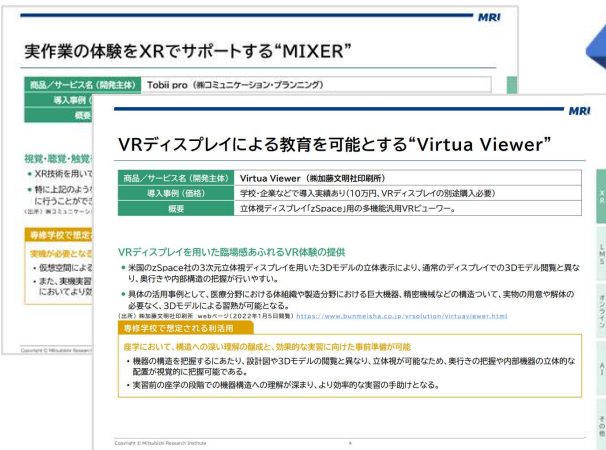 MRI
実作業の体験をXRでサポートする“MIXER”
商品／サービス名（開発主体） Tobii pro（㈱コミュニケーション・プランニング）
導入事例（
概要
視覚・聴覚・触覚
• XR技術を用いて
• 特に上記のような
に行うことができ
（出所）㈱コミュニケーシ
専修学校で想定
実機が必要となる
・仮想空間による
・また、実機実習
においてより効
Copyright © Mitsubishi Research
MRI
VRディスプレイによる教育を可能とする“Virtua Viewer”
商品／サービス名（開発主体） Virtua Viewer（㈱加藤文明社印刷所）
導入事例（価格） 学校・企業などで導入実績あり（10万円、VRディスプレイの別途購入必要）
概要 立体視ディスプレイ「zSpace」用の多機能汎用VRビューワー。
VRディスプレイを用いた臨場感あふれるVR体験の提供
• 米国のzSpace社の3次元立体視ディスプレイを用いた3Dモデルの立体表示により、通常のディスプレイでの3Dモデル閲覧と異な
り、奥行きや内部構造の把握が行いやすい。
• 具体の活用事例として、医療分野における体組織や製造分野における巨大機器、精密機械などの構造ついて、実物の用意や解体の
必要なく、3Dモデルによる習熟が可能となる。
（出所）㈱加藤文明社印刷所 webページ(2022年1月5日閲覧) https://www.bunmeisha.co.jp/vrsolution/virtuaviewer.html
専修学校で想定される利活用
座学において、構造への深い理解の醸成と、効果的な実習に向けた事前準備が可能
・機器の構造を把握するにあたり、設計図や3Dモデルの閲覧と異なり、立体視が可能なため、奥行きの把握や内部機器の立体的な
配置が視覚的に把握可能である。
・実習前の座学の段階での機器構造への理解が深まり、より効率的な実習の手助けとなる。
Copyright © Mitsubishi Research Institute
4
XR
LMS
オンライン
AI
その他